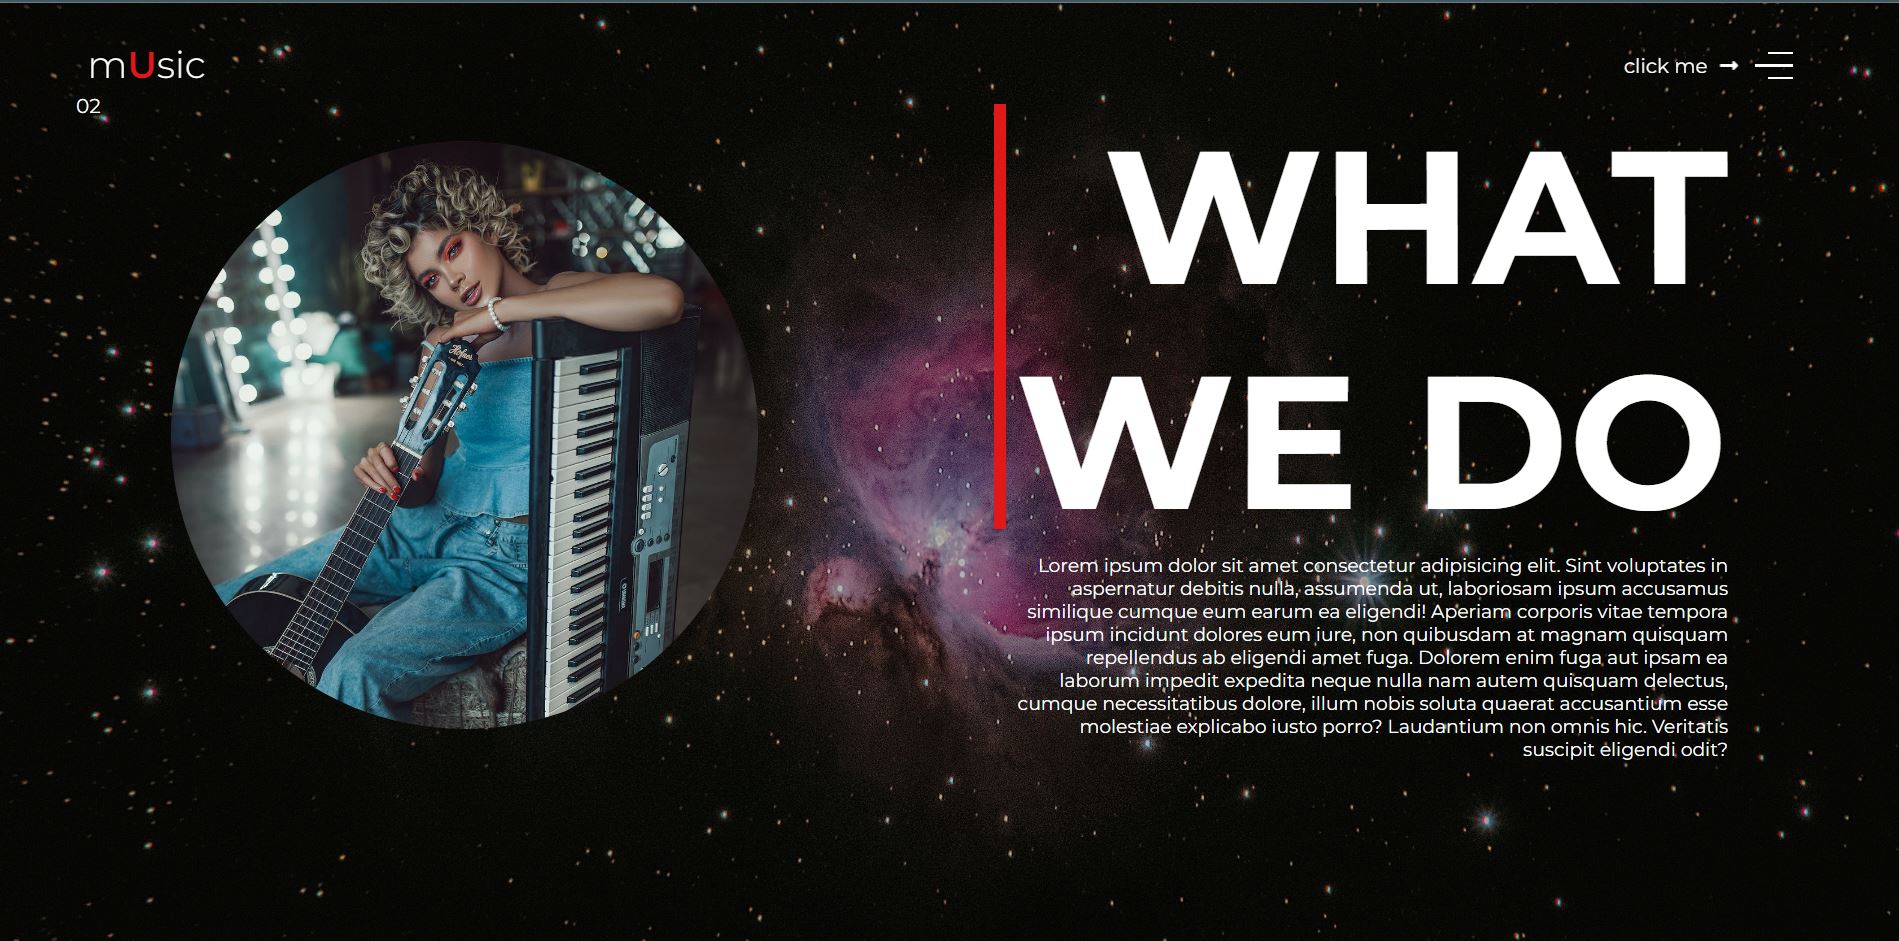 mUsic
click me
02
WHAT
WE DO
Lorem ipsum dolor sit amet consectetur adipisicing elit. Sint voluptates in
aspernatur debitis nulla, assumenda ut, laboriosam ipsum accusamus
similique cumque eum earum ea eligendi! Aperiam corporis vitae tempora
ipsum incidunt dolores eum iure, non quibusdam at magnam quisquam
repellendus ab eligendi amet fuga. Dolorem enim fuga aut ipsam ea
laborum impedit expedita neque nulla nam autem quisquam delectus,
cumque necessitatibus dolore, illum nobis soluta quaerat accusantium esse
molestiae explicabo iusto porro? Laudantium non omnis hic. Veritatis
suscipit eligendi odit?
Höfner